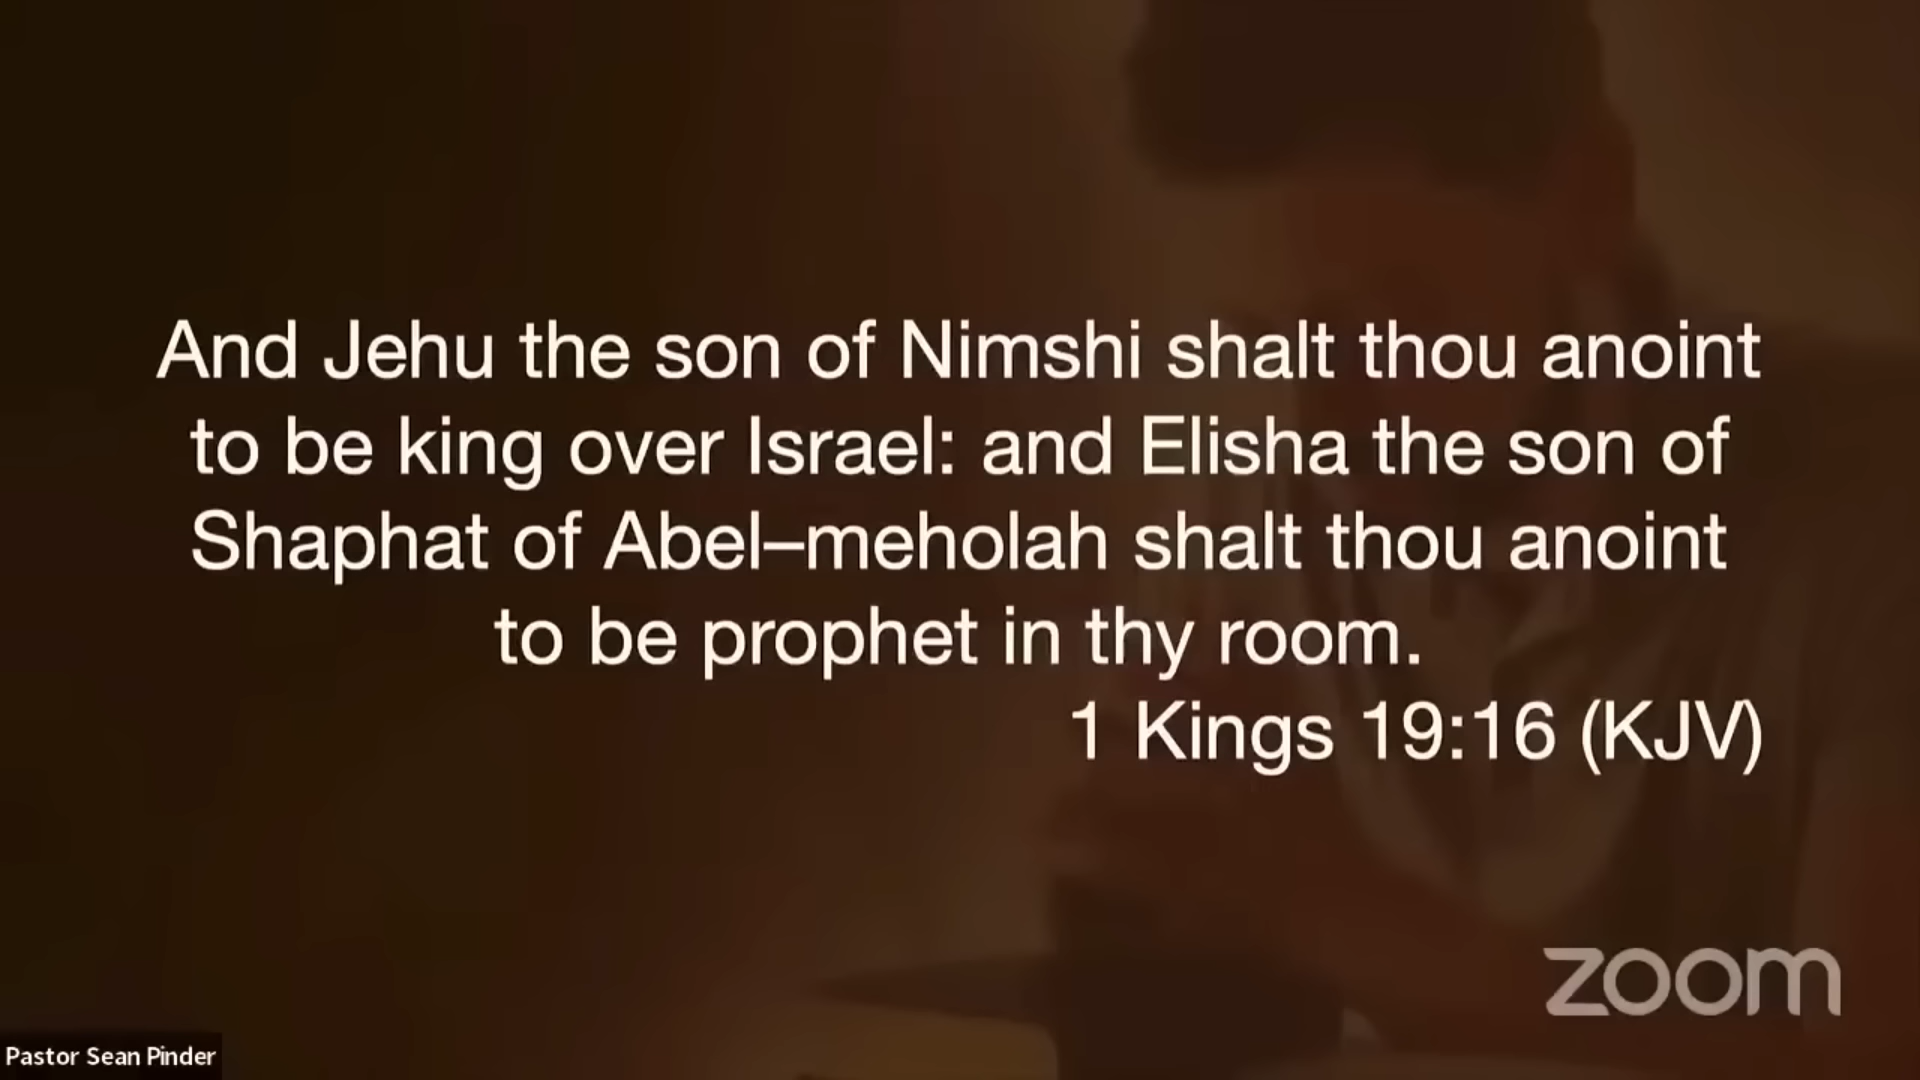 And Jehu the son of Nimshi shalt thou anoint
to be king over Israel: and Elisha the son of
Shaphat of Abel–meholah shalt thou anoint
to be prophet in thy room.
1 Kings 19:16 (KJV)
zoom
Pastor Sean Pinder